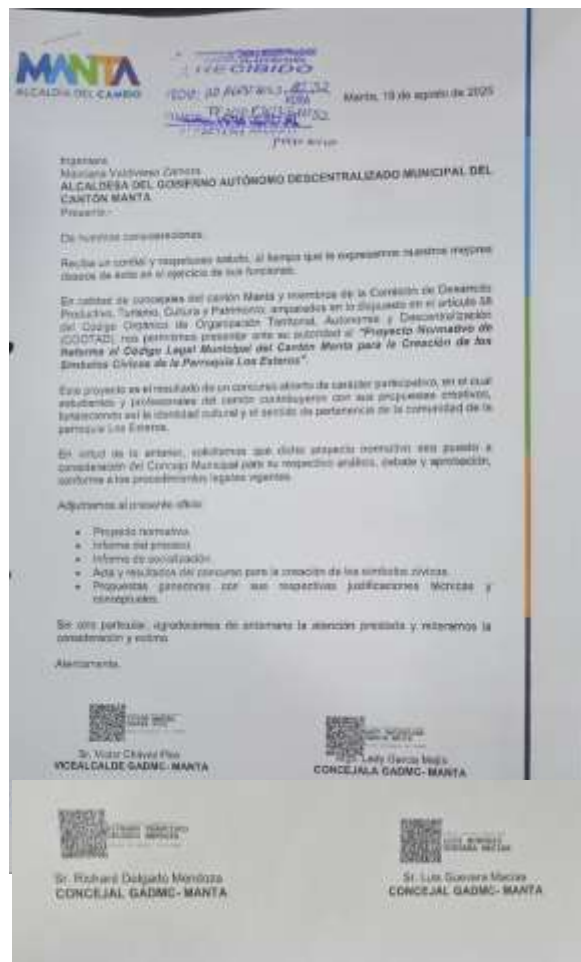 MANTA
ALCALDÍA DEL CAMBIO
RECIBIDO
Manta, 19 de agosto de 2025
Ingeniera
Marciana Valdivieso Zamora
ALCALDESA DEL GOBIERNO AUTÓNOMO DESCENTRALIZADO MUNICIPAL DEL
CANTÓN MANTA
Presente.-
De nuestras consideraciones:
Reciba un cordial y respetuoso saludo, al tiempo que le expresamos nuestros mejores
deseos de éxito en el ejercicio de sus funciones.
En calidad de concejales del cantón Manta y miembros de la Comisión de Desarrollo
Productivo, Turismo, Cultura y Patrimonio, amparados en lo dispuesto en el artículo 58
del Código Orgánico de Organización Territorial, Autonomía y Descentralización
(COOTAD), nos permitimos presentar ante su autoridad el "Proyecto Normativo de
Reforma al Código Legal Municipal del Cantón Manta para la Creación de los
Símbolos Cívicos de la Parroquia Los Esteros".
Este proyecto es el resultado de un concurso abierto de carácter participativo, en el cual
estudiantes y profesionales del cantón contribuyeron con sus propuestas creativas,
fortaleciendo así la identidad cultural y el sentido de pertenencia de la comunidad de la
parroquia Los Esteros.
En virtud de lo anterior, solicitamos que dicho proyecto normativo sea puesto a
consideración del Concejo Municipal para su respectivo análisis, debate y aprobación,
conforme a los procedimientos legales vigentes.
Adjuntamos al presente oficio:
• Proyecto normativo.
• Informe del proceso.
• Informe de socialización.
• Acta y resultados del concurso para la creación de los símbolos cívicos.
• Propuestas ganadoras con sus respectivas justificaciones técnicas y
conceptuales.
Sin otro particular, agradecemos de antemano la atención prestada y reiteramos la
consideración y estima.
Atentamente,
Sr. Víctor Chávez Pico
VICEALCALDE GADMC- MANTA
Mgs. Lady García Mejía
CONCEJALA GADMC- MANTA
Sr. Richard Delgado Mendoza
CONCEJAL GADMC- MANTA
Sr. Luis Guevara Macías
CONCEJAL GADMC- MANTA